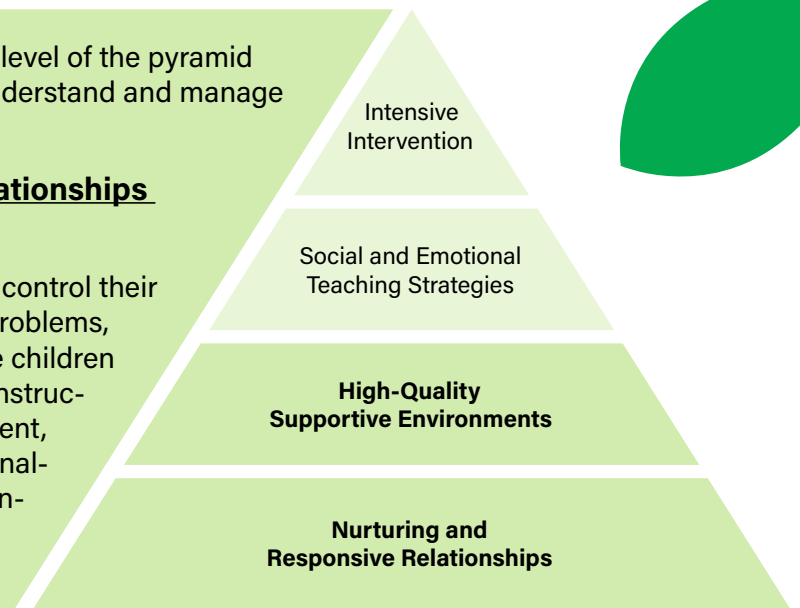 level of the pyramid
derstand and manage
ationships
control their
roblems,
e children
nstruc-
ent,
nal-
n-
Intensive
Intervention
Social and Emotional
Teaching Strategies
High-Quality
Supportive Environments
Nurturing and
Responsive Relationships